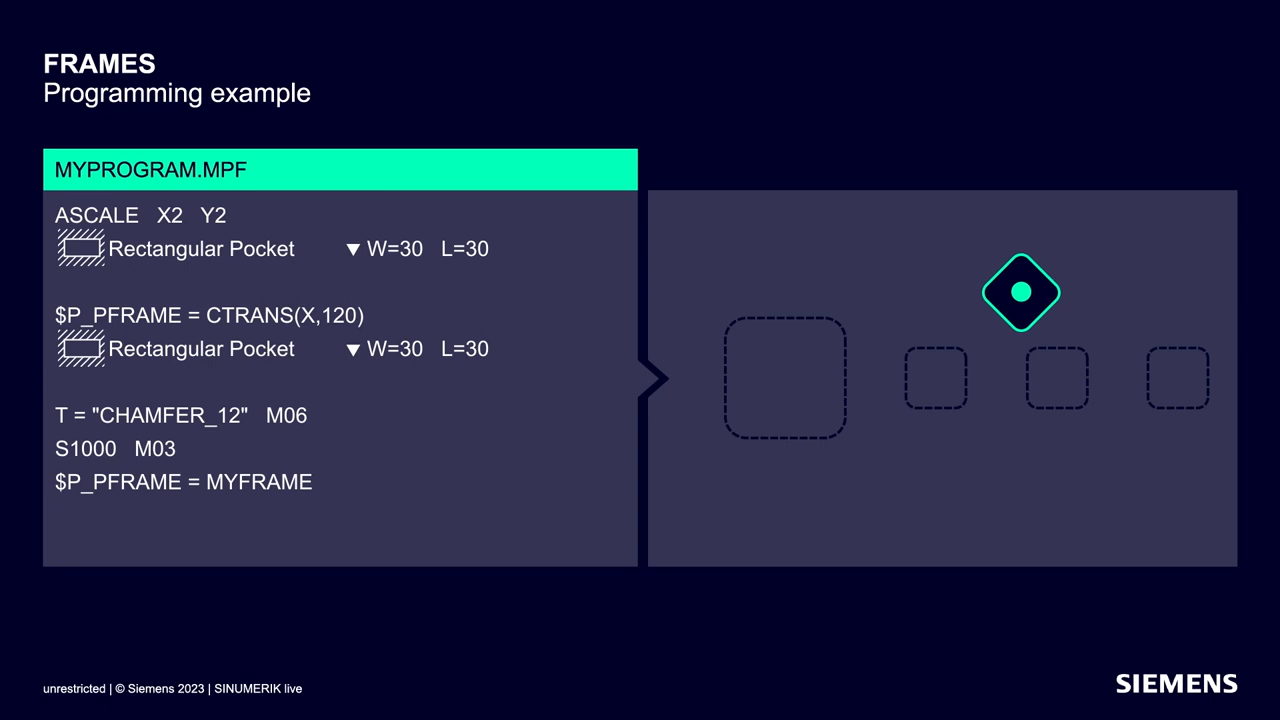 FRAMES
Programming example
MYPROGRAM.MPF
ASCALE X2 Y2
Rectangular Pocket ▼ W=30 L=30
$P_PFRAME = CTRANS(X,120)
Rectangular Pocket ▼ W=30 L=30
T = "CHAMFER_12" M06
S1000 M03
$P_PFRAME = MYFRAME
unrestricted | © Siemens 2023 | SINUMERIK live
SIEMENS